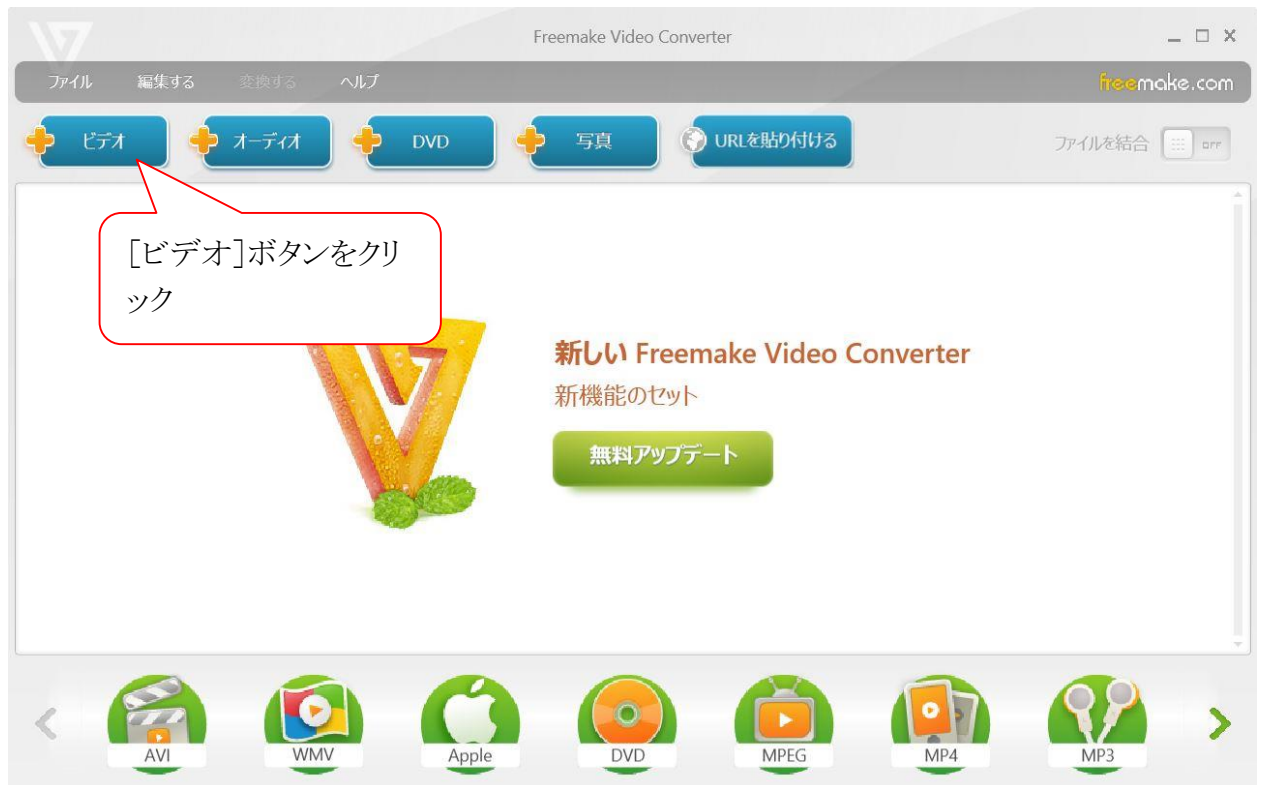 Freemake Video Converter
ファイル 編集する 変換する ヘルプ freemake.com
ビデオ オーディオ DVD 写真 URLを貼り付ける ファイルを結合 OFF
[ビデオ]ボタンをクリ
ック
新しい Freemake Video Converter
新機能のセット
無料アップデート
AVI WMV Apple DVD MPEG MP4 MP3